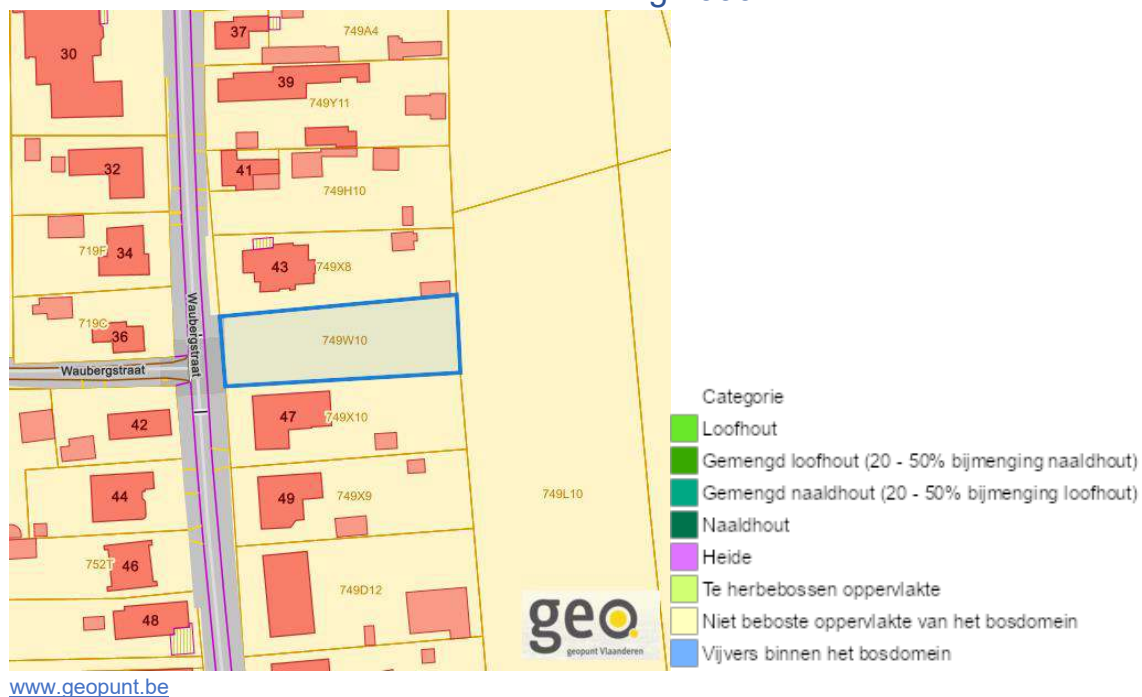 30
37
749A4
39
749Y11
32
41
749H10
719F
34
43
749X8
719C
36
Waubergstraat
749W10
Waubergstraat
42
47
749X10
44
49
749X9
749L10
752T
46
749D12
48
geo.
geopunt Vlaanderen
Categorie
Loofhout
Gemengd loofhout (20 - 50% bijmenging naaldhout)
Gemengd naaldhout (20 - 50% bijmenging loofhout)
Naaldhout
Heide
Te herbebossen oppervlakte
Niet beboste oppervlakte van het bosdomein
Vijvers binnen het bosdomein
www.geopunt.be